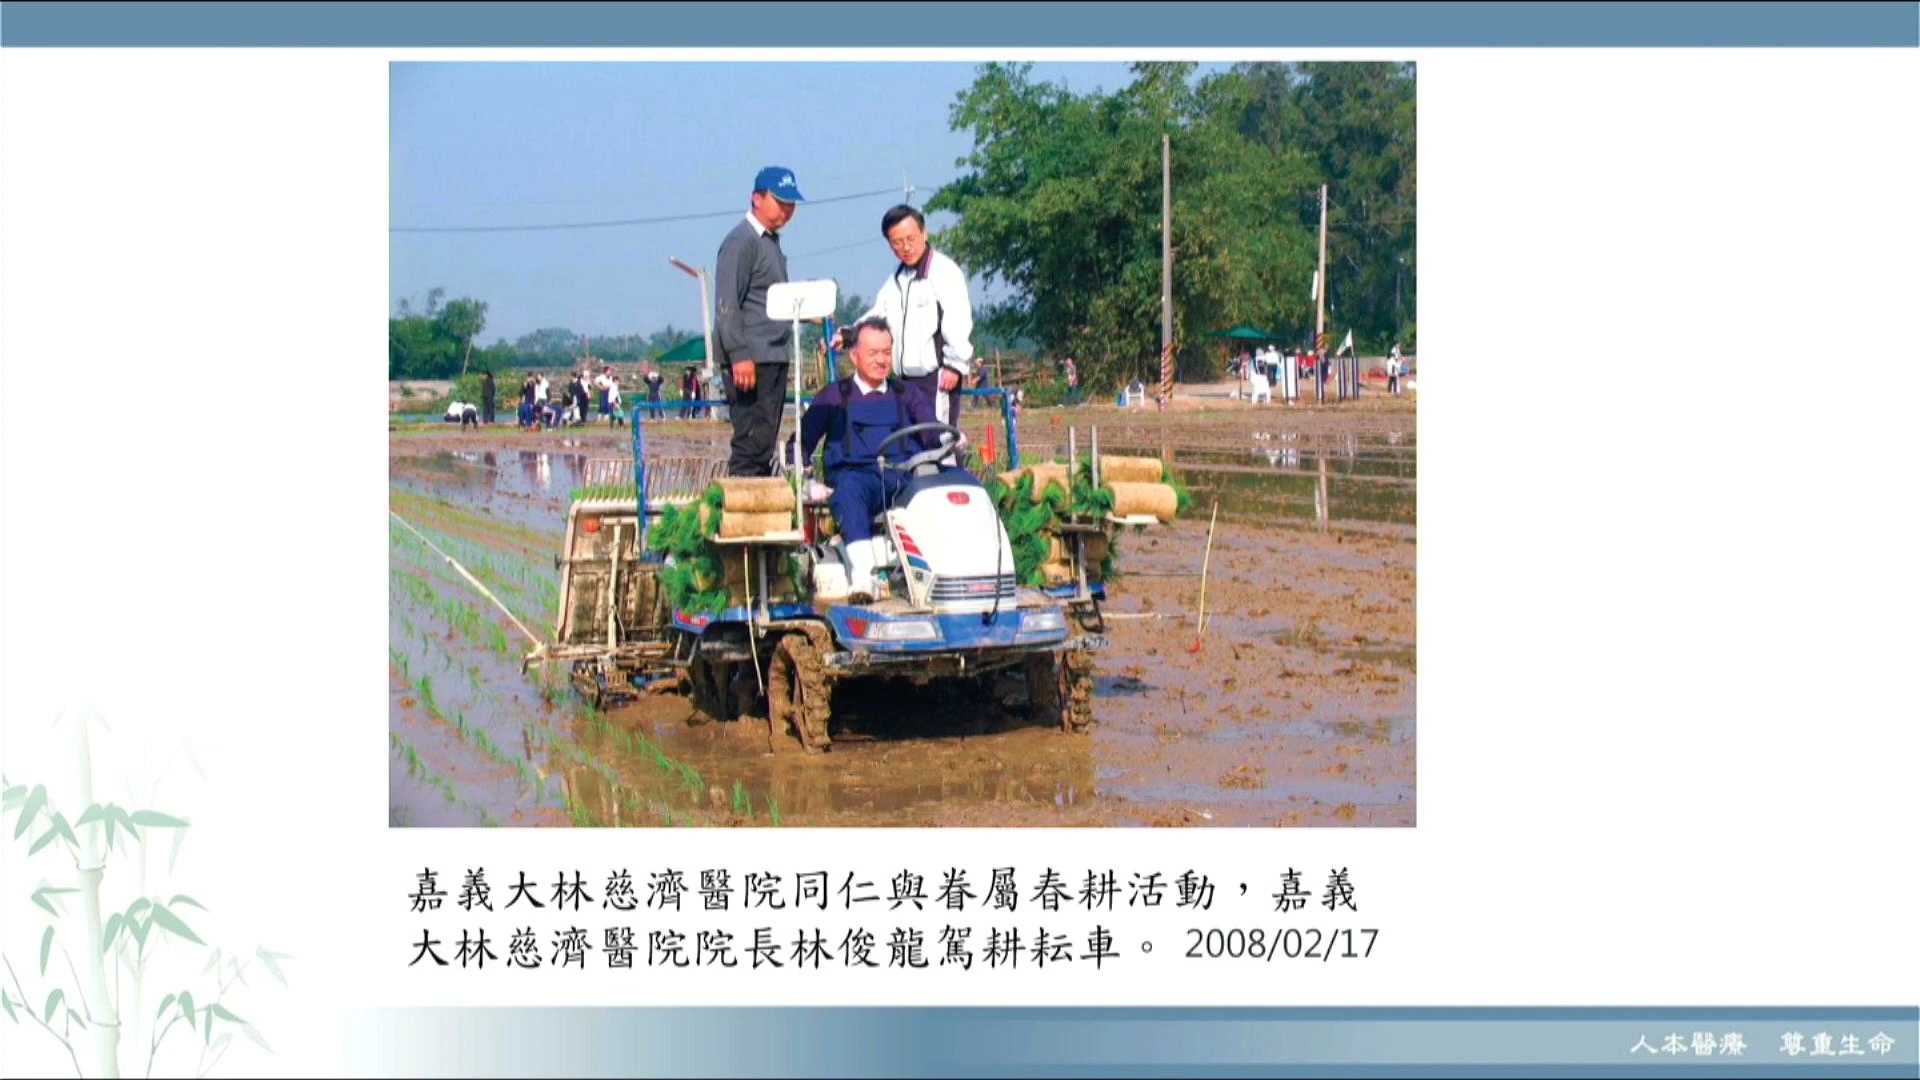 嘉義大林慈濟醫院同仁與眷屬春耕活動，嘉義
大林慈濟醫院院長林俊龍駕耕耘車。 2008/02/17
人本醫療　尊重生命